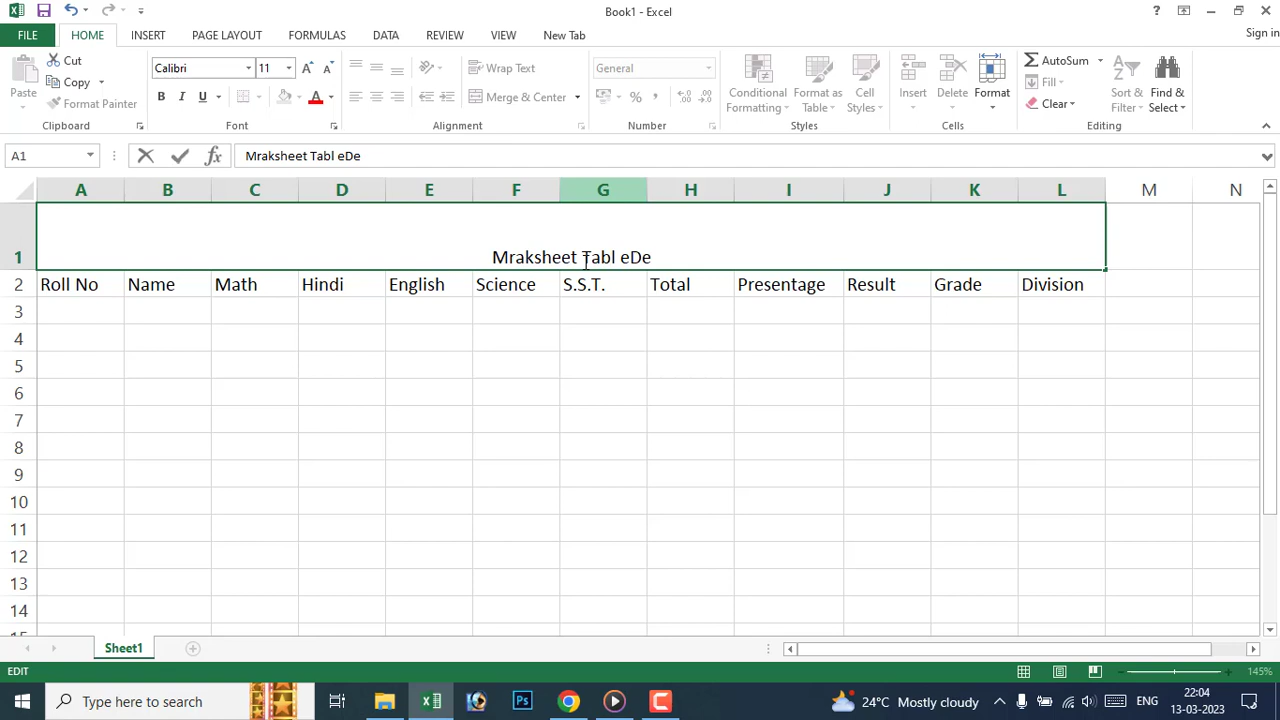 Book1 - Excel
?
FILE HOME INSERT PAGE LAYOUT FORMULAS DATA REVIEW VIEW New Tab Sign in
Paste Cut Copy Format Painter Clipboard
Calibri 11 B I U A Font
Wrap Text Merge & Center Alignment
General % , Number
Conditional Formatting Format as Table Cell Styles Styles
Insert Delete Format Cells
AutoSum Fill Clear Sort & Filter Find & Select Editing
A1 fx Mraksheet Tabl eDe
A B C D E F G H I J K L M N
1 Mraksheet Tabl eDe
2 Roll No Name Math Hindi English Science S.S.T. Total Presentage Result Grade Division
3
4
5
6
7
8
9
10
11
12
13
14
15
Sheet1
EDIT 145%
Type here to search Ps 24°C Mostly cloudy ENG 22:04
13-03-2023